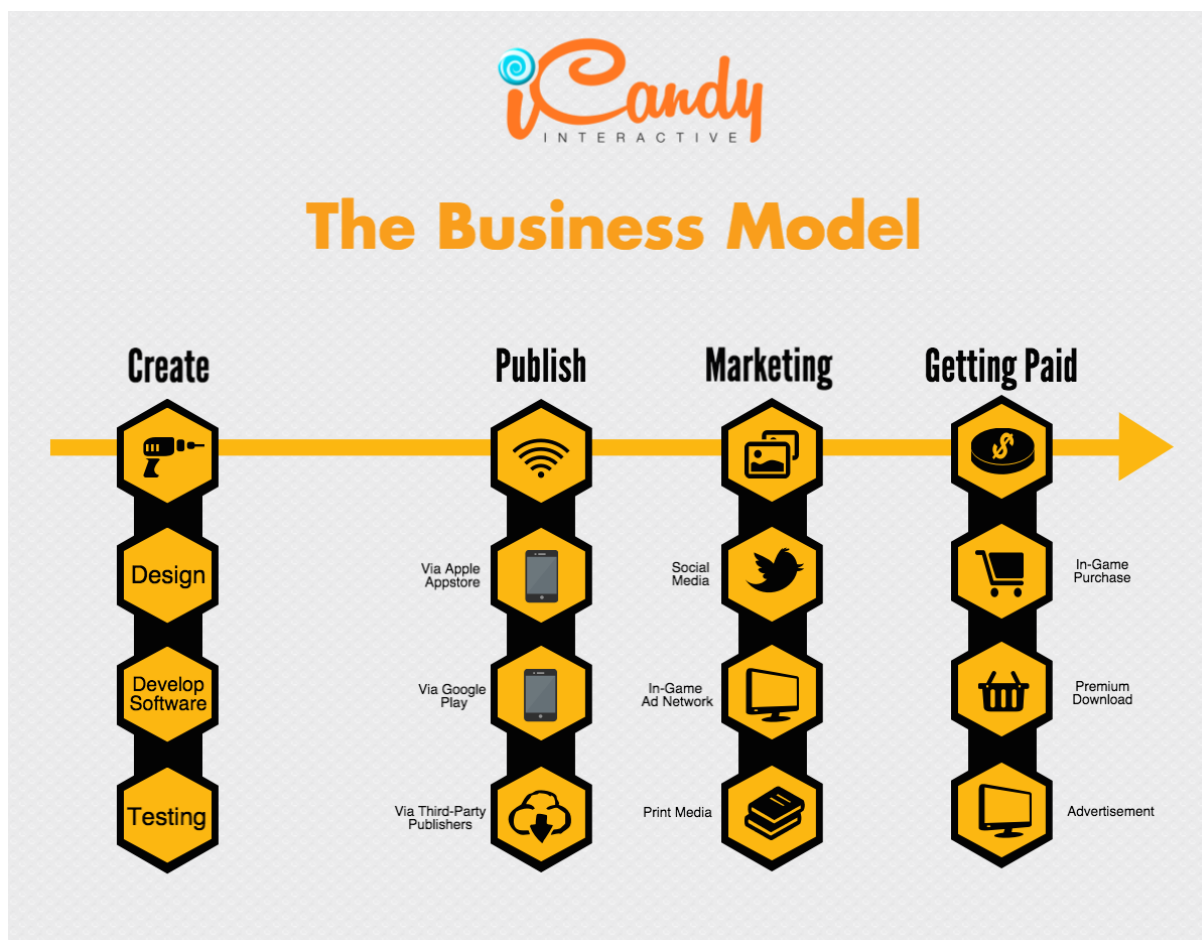 iCandy
INTERACTIVE
The Business Model
Create
Publish
Marketing
Getting Paid
Design
Develop
Software
Testing
Via Apple
Appstore
Via Google
Play
Via Third-Party
Publishers
Social
Media
In-Game
Ad Network
Print Media
$
In-Game
Purchase
Premium
Download
Advertisement